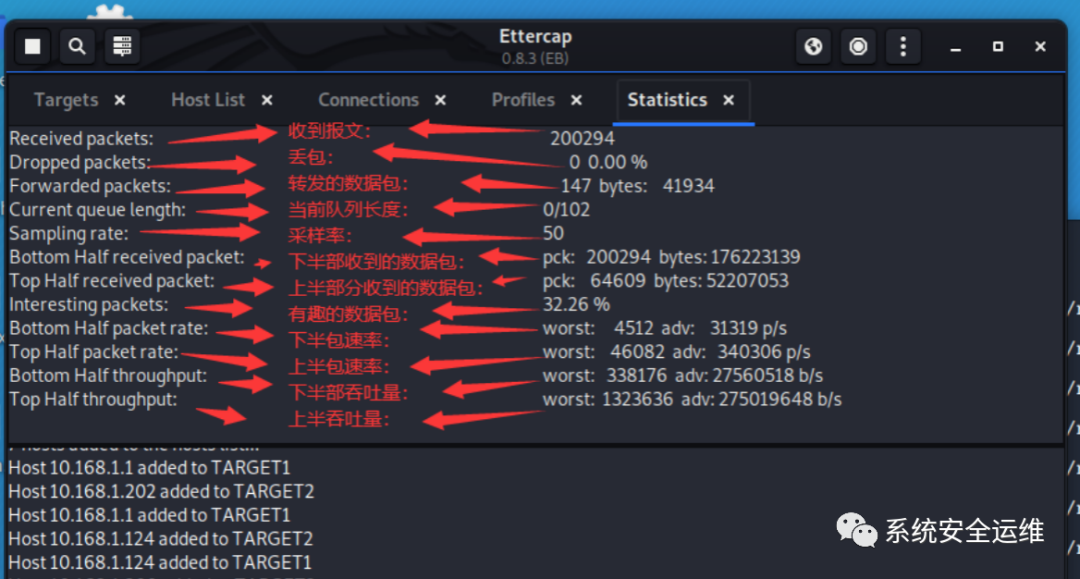 Ettercap
0.8.3 (EB)
Targets × Host List × Connections × Profiles × Statistics ×
Received packets: 收到报文: 200294
Dropped packets: 丢包: 0 0.00 %
Forwarded packets: 转发的数据包: 147 bytes: 41934
Current queue length: 当前队列长度: 0/102
Sampling rate: 采样率: 50
Bottom Half received packet: 下半部收到的数据包: pck: 200294 bytes: 176223139
Top Half received packet: 上半部分收到的数据包: pck: 64609 bytes: 52207053
Interesting packets: 有趣的数据包: 32.26 %
Bottom Half packet rate: 下半包速率: worst: 4512 adv: 31319 p/s
Top Half packet rate: 上半包速率: worst: 46082 adv: 340306 p/s
Bottom Half throughput: 下半部吞吐量: worst: 338176 adv: 27560518 b/s
Top Half throughput: 上半吞吐量: worst: 1323636 adv: 275019648 b/s
hosts added to the hosts list...
Host 10.168.1.1 added to TARGET1
Host 10.168.1.202 added to TARGET2
Host 10.168.1.1 added to TARGET1
Host 10.168.1.124 added to TARGET2
Host 10.168.1.124 added to TARGET1
系统安全运维